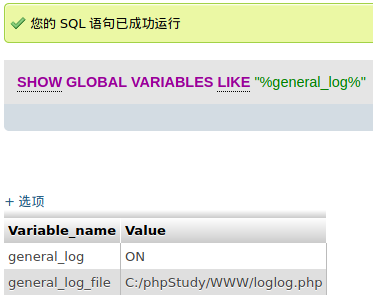 您的 SQL 语句已成功运行
SHOW GLOBAL VARIABLES LIKE "%general_log%"
+ 选项
Variable_name Value
general_log ON
general_log_file C:/phpStudy/WWW/loglog.php